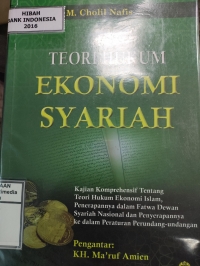 M. Cholil Nafis
HIBAH
BANK INDONESIA
2016
TEORI HUKUM
EKONOMI
SYARIAH
Kajian Komprehensif Tentang
Teori Hukum Ekonomi Islam,
Penerapannya dalam Fatwa Dewan
Syariah Nasional dan Penyerapannya
ke dalam Peraturan Perundang-undangan
Pengantar:
KH. Ma'ruf Amien